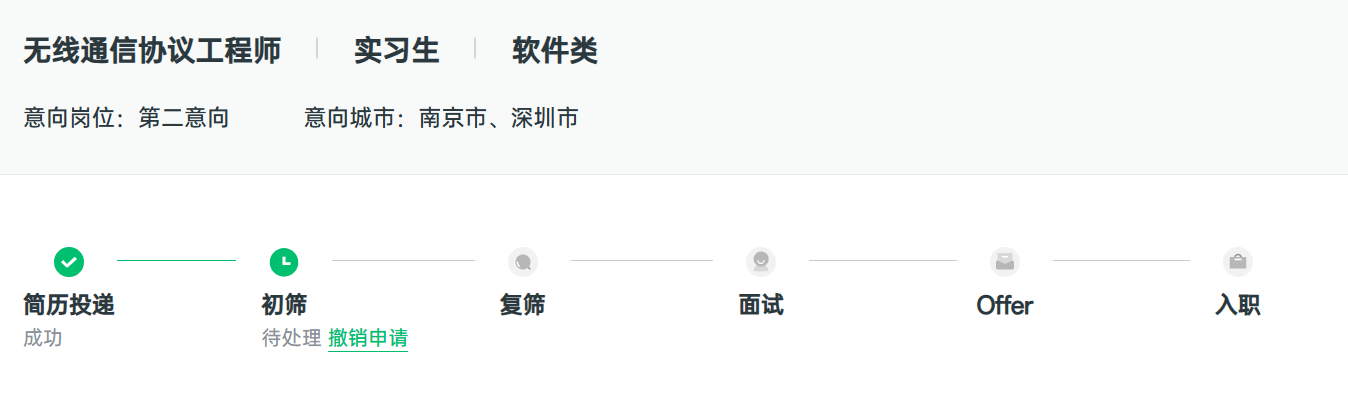 无线通信协议工程师 实习生 软件类
意向岗位：第二意向 意向城市：南京市、深圳市
简历投递 初筛 复筛 面试 Offer 入职
成功 待处理 撤销申请